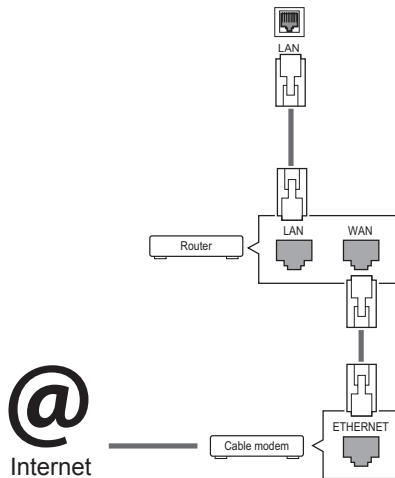 LAN
LAN
WAN
Router
ETHERNET
@
Cable modem
Internet